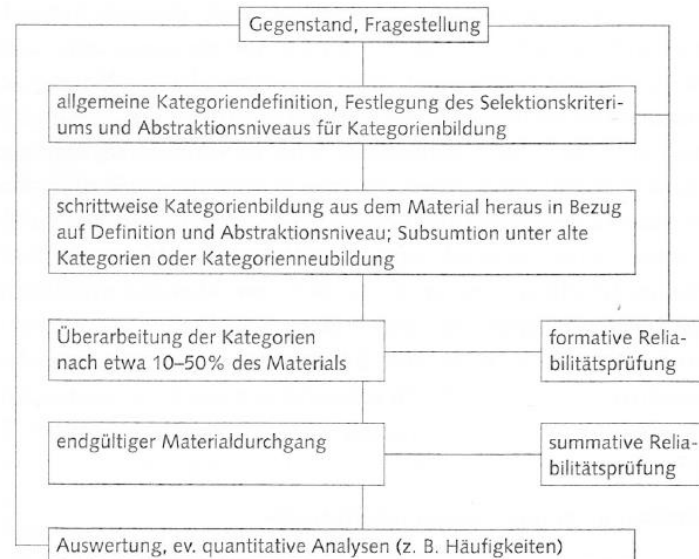 Gegenstand, Fragestellung
allgemeine Kategoriendefinition, Festlegung des Selektionskriteri-
ums und Abstraktionsniveaus für Kategorienbildung
schrittweise Kategorienbildung aus dem Material heraus in Bezug
auf Definition und Abstraktionsniveau; Subsumtion unter alte
Kategorien oder Kategorienneubildung
Überarbeitung der Kategorien
nach etwa 10–50% des Materials
formative Relia-
bilitätsprüfung
endgültiger Materialdurchgang
summative Relia-
bilitätsprüfung
Auswertung, ev. quantitative Analysen (z. B. Häufigkeiten)